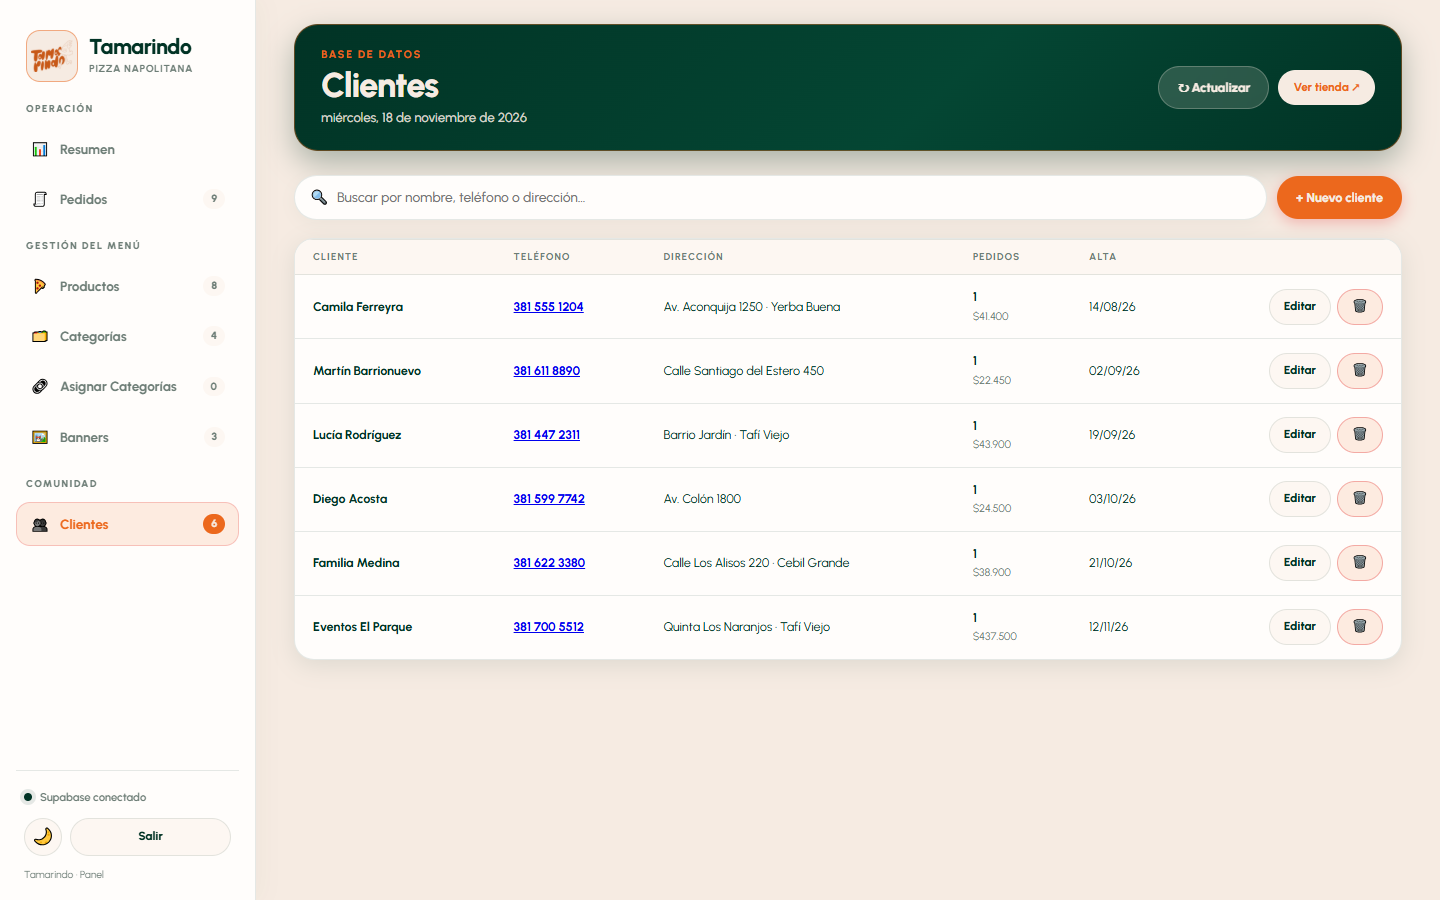 Tamarindo
Tamarindo
PIZZA NAPOLITANA
OPERACIÓN
Resumen
Pedidos 9
GESTIÓN DEL MENÚ
Productos 8
Categorías 4
Asignar Categorías 0
Banners 3
COMUNIDAD
Clientes 6
Supabase conectado
Salir
Tamarindo · Panel
BASE DE DATOS
Clientes
miércoles, 18 de noviembre de 2026
↻ Actualizar
Ver tienda ↗
Buscar por nombre, teléfono o dirección...
+ Nuevo cliente
CLIENTE TELÉFONO DIRECCIÓN PEDIDOS ALTA
Camila Ferreyra 381 555 1204 Av. Aconquija 1250 · Yerba Buena 1 14/08/26 Editar
$41.400
Martín Barrionuevo 381 611 8890 Calle Santiago del Estero 450 1 02/09/26 Editar
$22.450
Lucía Rodríguez 381 447 2311 Barrio Jardín · Tafí Viejo 1 19/09/26 Editar
$43.900
Diego Acosta 381 599 7742 Av. Colón 1800 1 03/10/26 Editar
$24.500
Familia Medina 381 622 3380 Calle Los Alisos 220 · Cebil Grande 1 21/10/26 Editar
$38.900
Eventos El Parque 381 700 5512 Quinta Los Naranjos · Tafí Viejo 1 12/11/26 Editar
$437.500